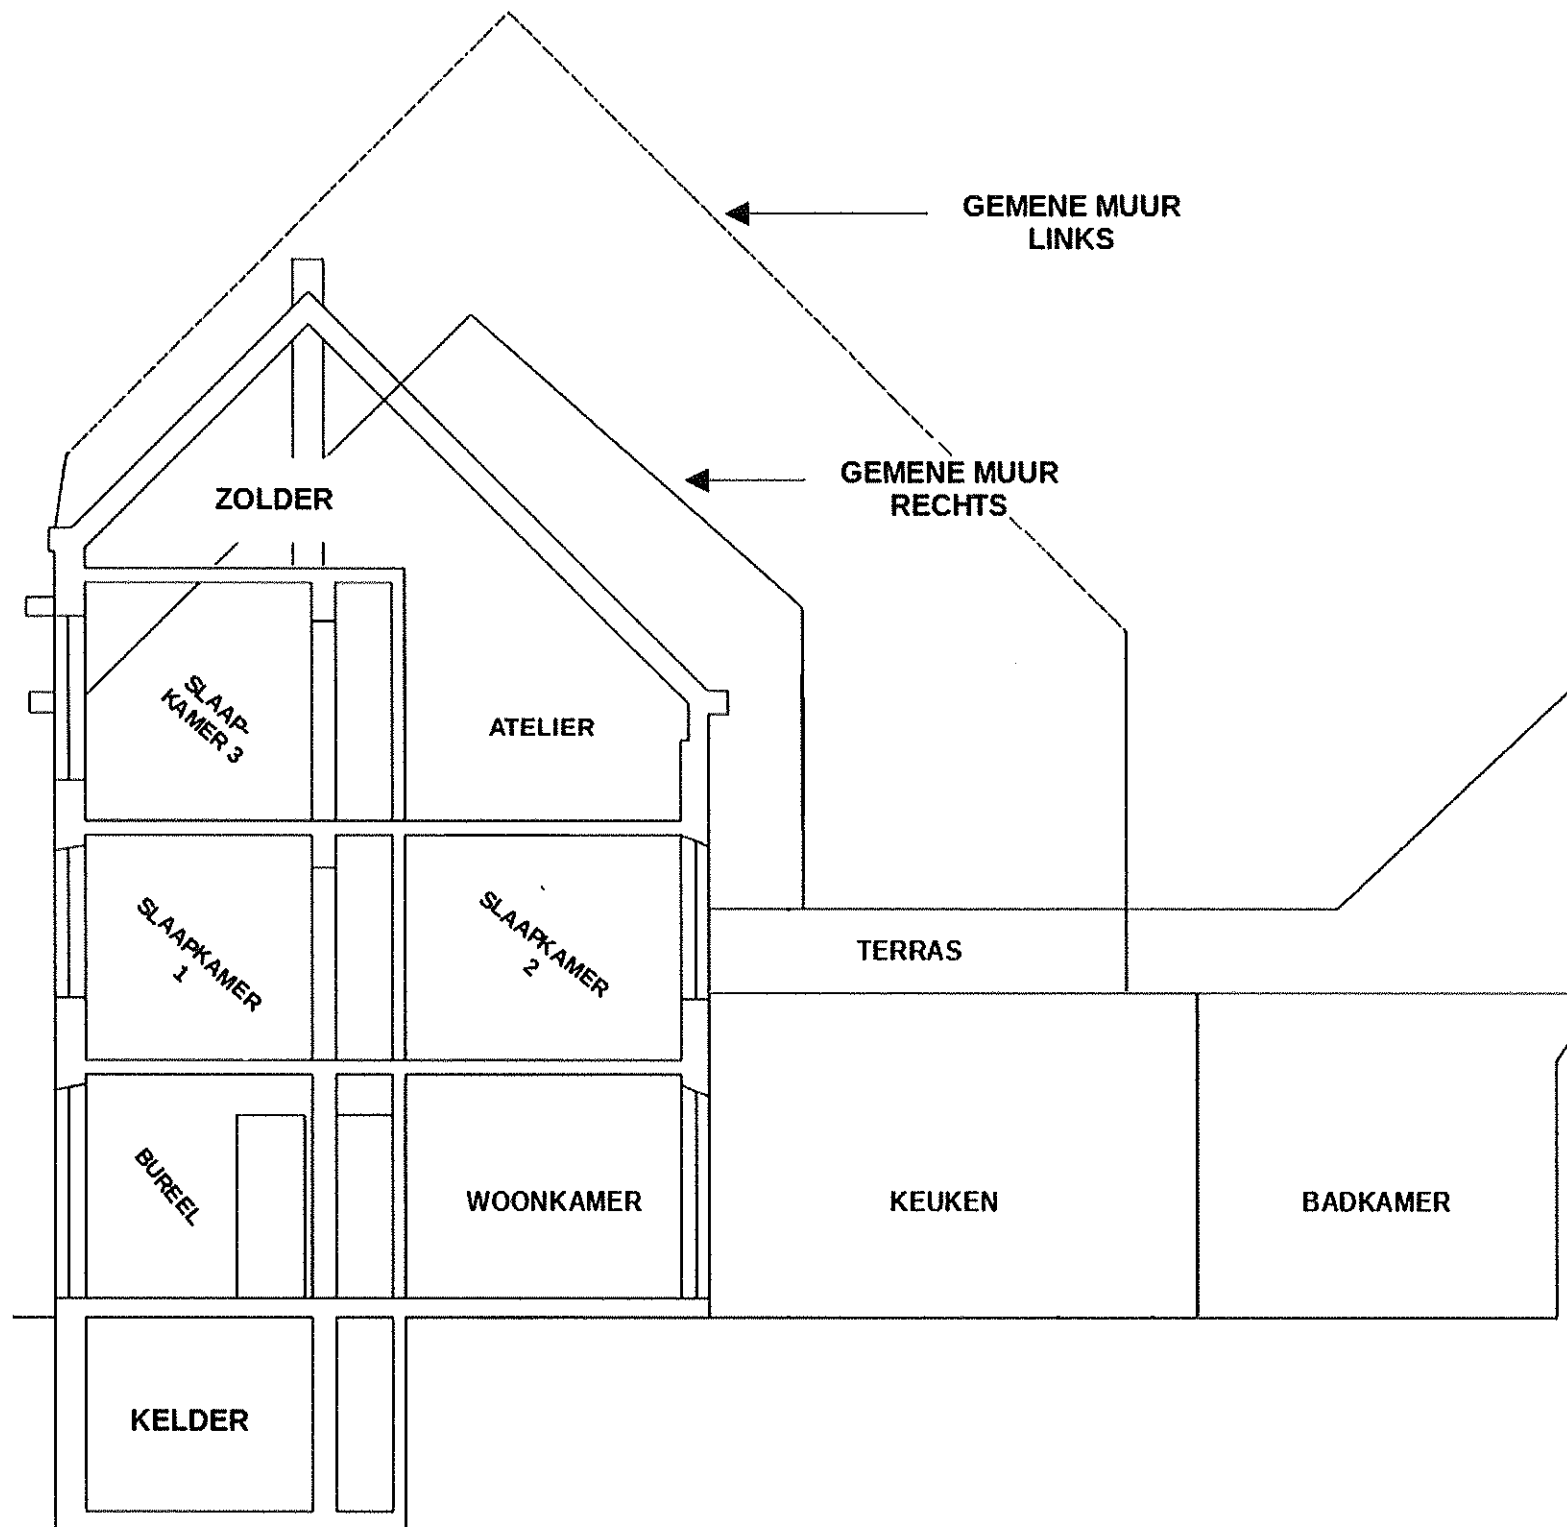 GEMENE MUUR
LINKS
GEMENE MUUR
RECHTS
ZOLDER
SLAAP-
KAMER 3
ATELIER
SLAAPKAMER
1
SLAAPKAMER
2
TERRAS
BUREEL
WOONKAMER
KEUKEN
BADKAMER
KELDER